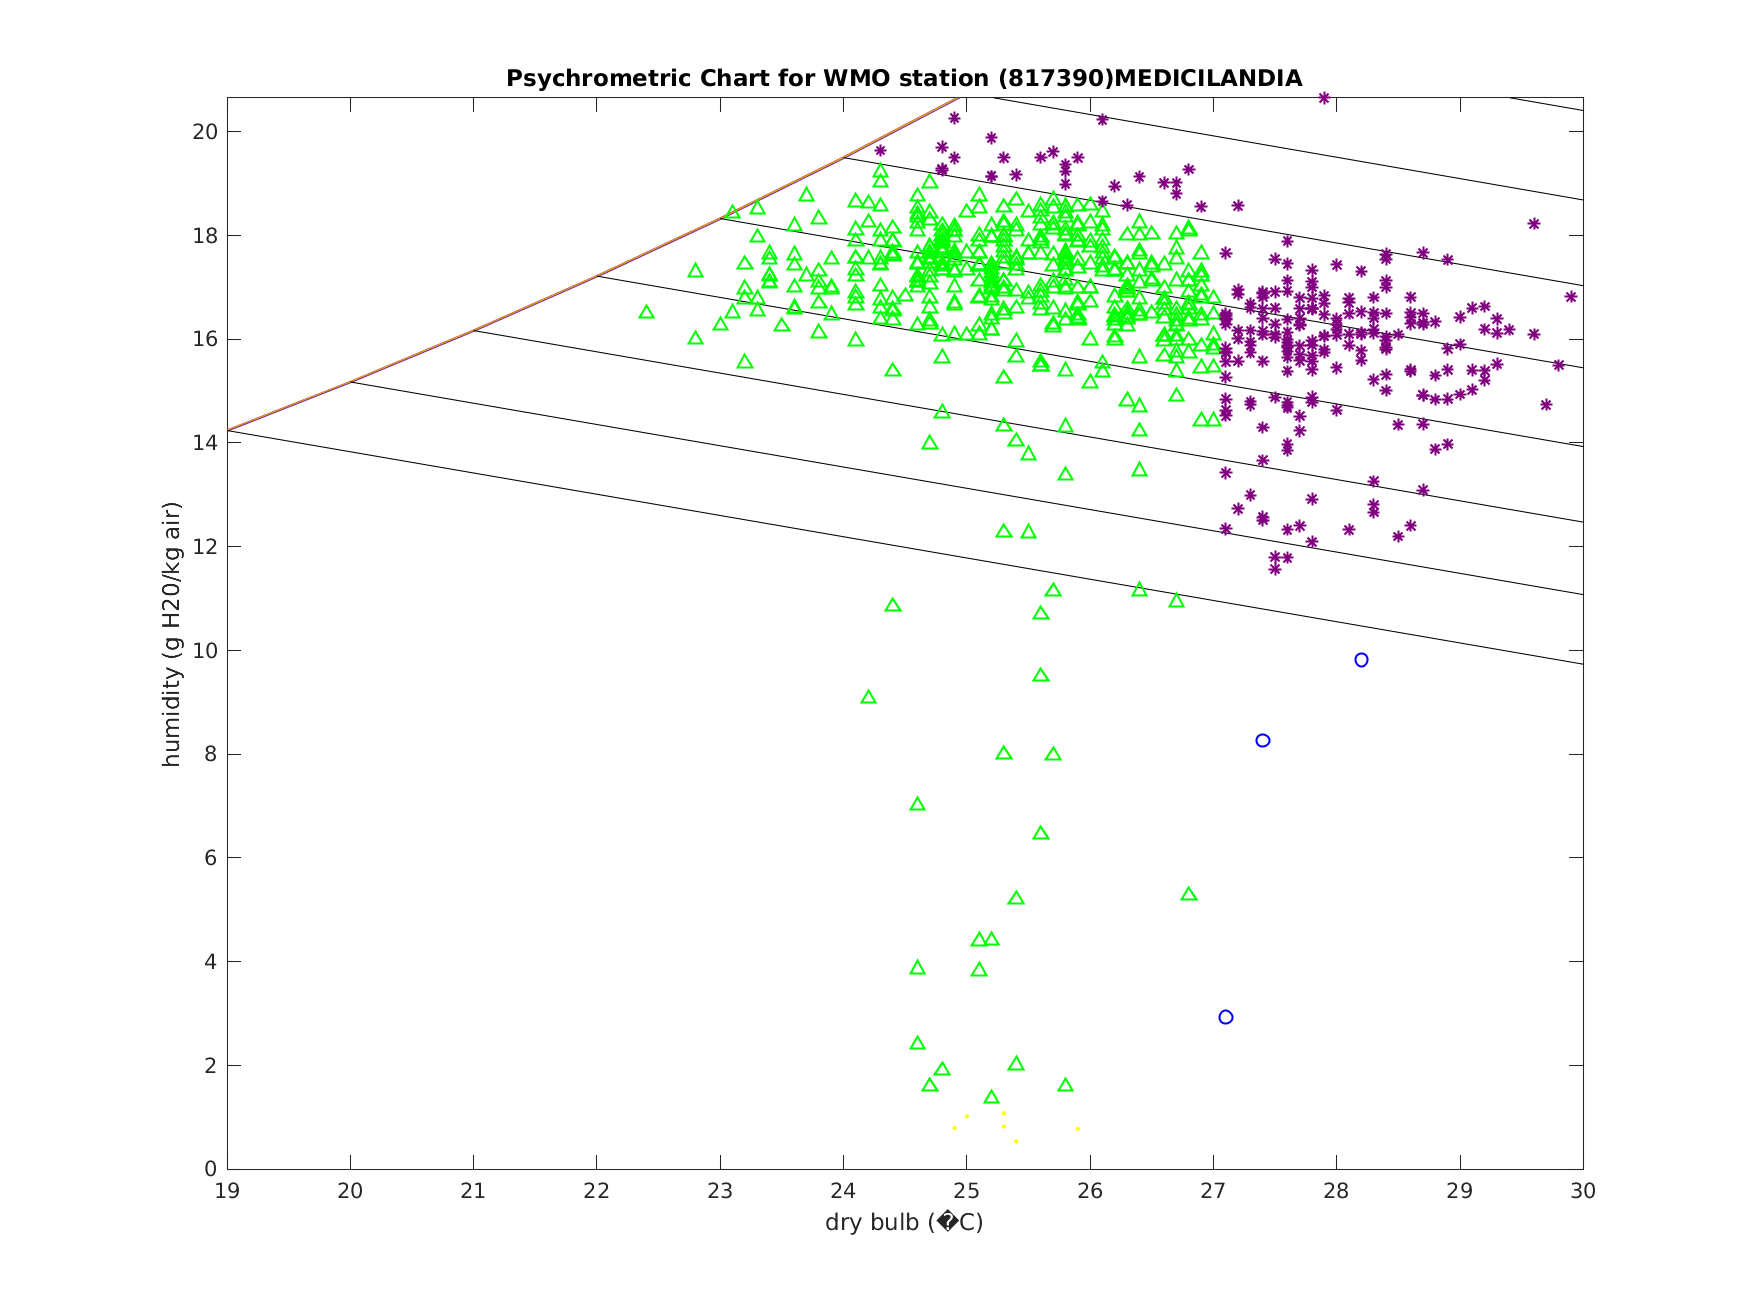 Psychrometric Chart for WMO station (817390)MEDICILANDIA
20
18
16
14
12
10
8
6
4
2
0
humidity (g H20/kg air)
19 20 21 22 23 24 25 26 27 28 29 30
dry bulb (�C)